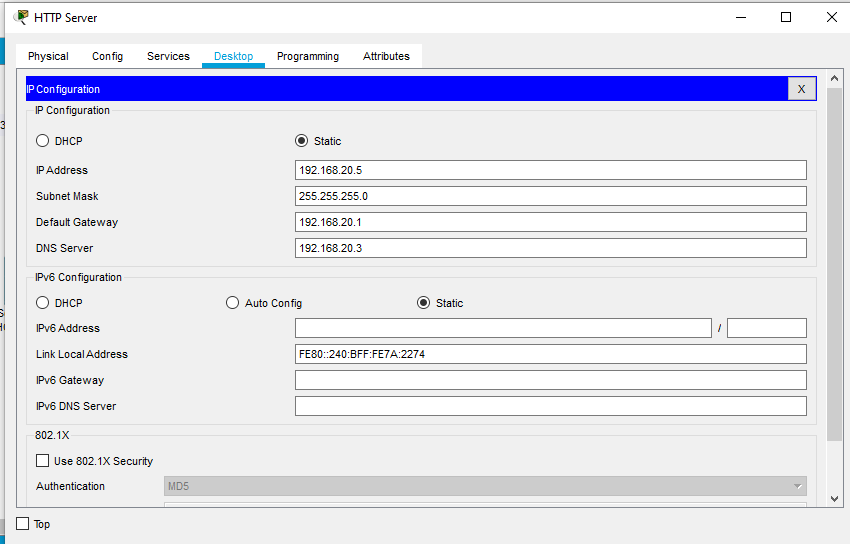 HTTP Server
Physical Config Services Desktop Programming Attributes
IP Configuration X
IP Configuration
DHCP Static
IP Address 192.168.20.5
Subnet Mask 255.255.255.0
Default Gateway 192.168.20.1
DNS Server 192.168.20.3
IPv6 Configuration
DHCP Auto Config Static
IPv6 Address /
Link Local Address FE80::240:BFF:FE7A:2274
IPv6 Gateway
IPv6 DNS Server
802.1X
Use 802.1X Security
Authentication MD5
Top